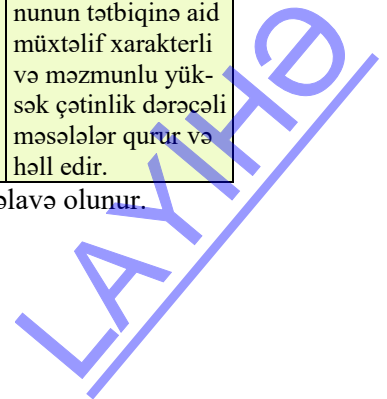 nunun tətbiqinə aid
müxtəlif xarakterli
və məzmunlu yük-
sək çətinlik dərəcəli
məsələlər qurur və
həll edir.
əlavə olunur.
LAYİHƏ